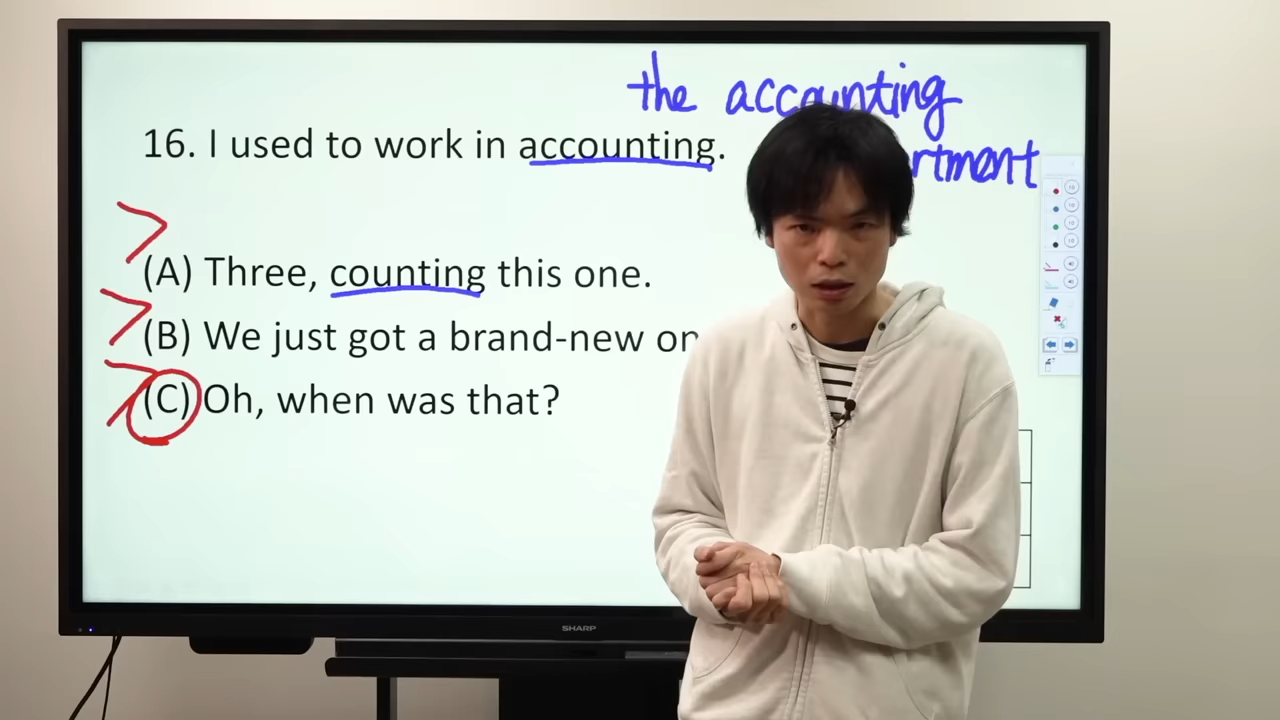 the accounting
16. I used to work in accounting.
(A) Three, counting this one.
(B) We just got a brand-new
(C) Oh, when was that?
SHARP